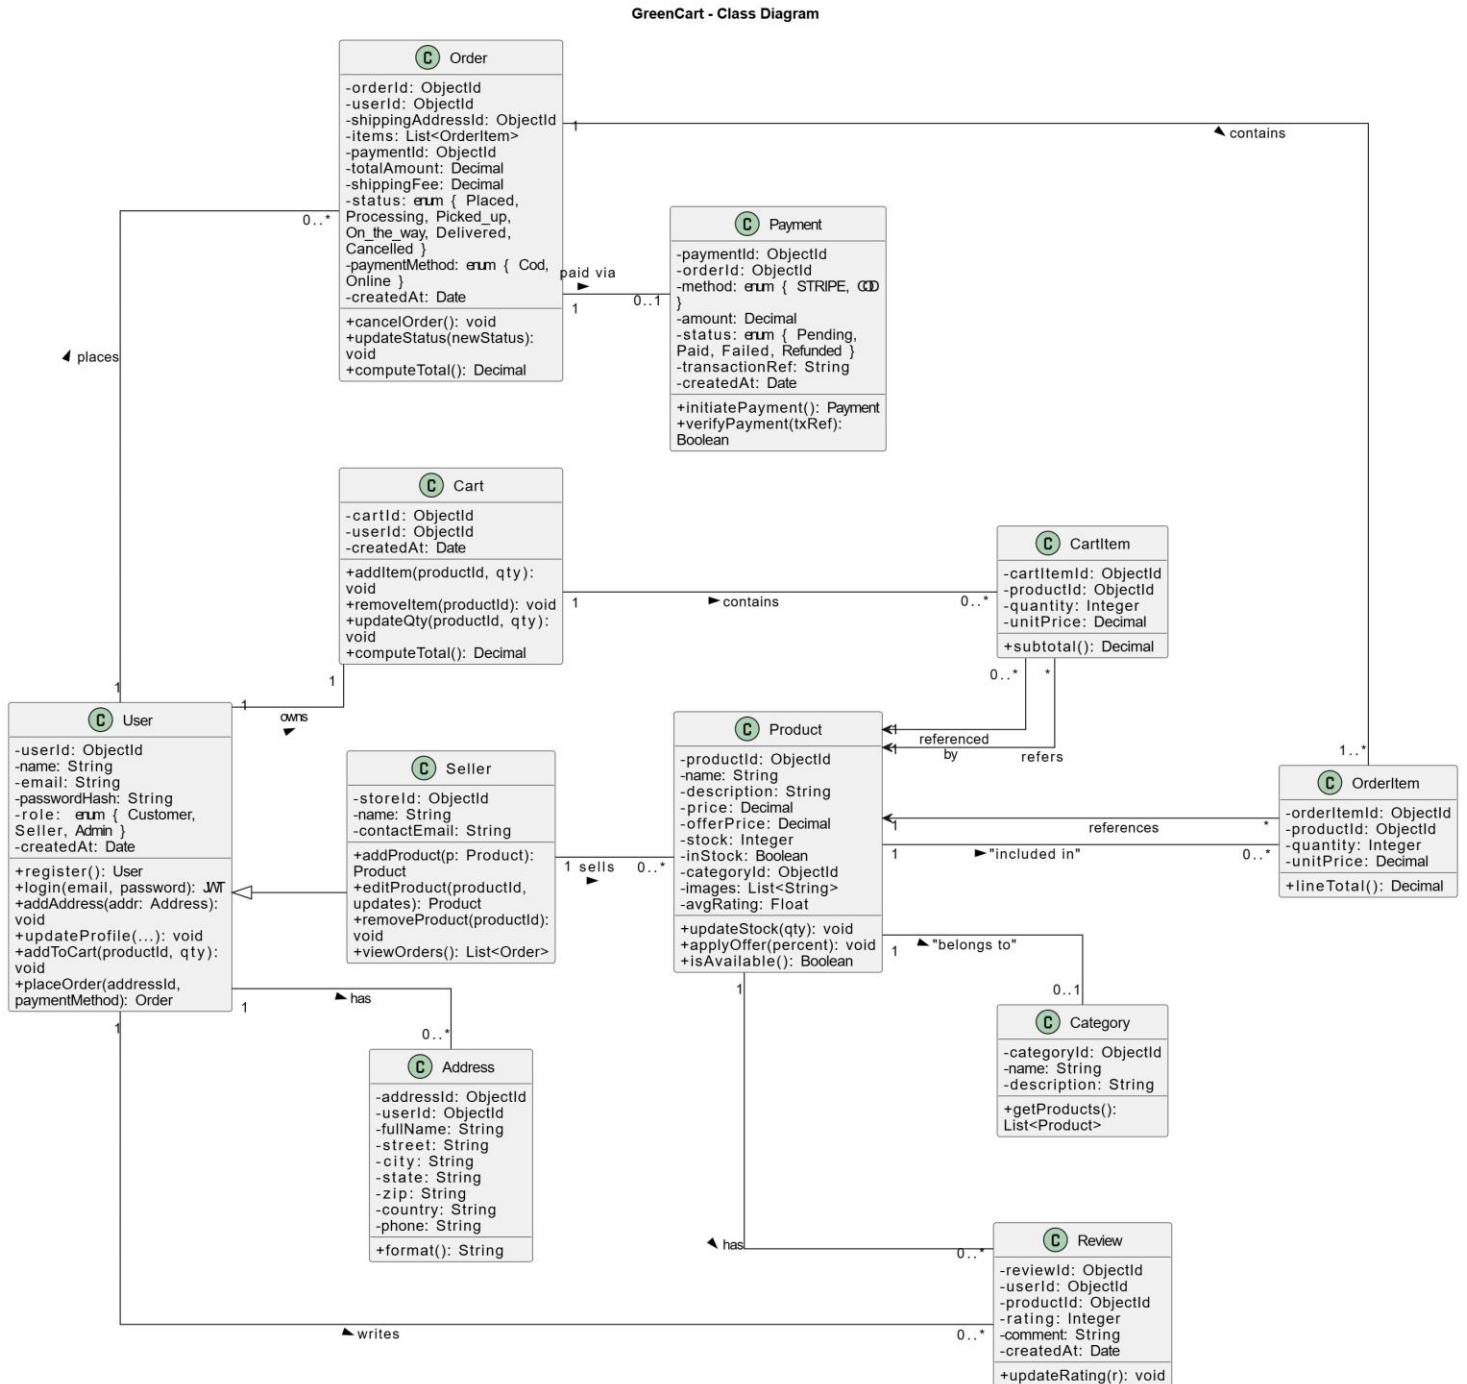 GreenCart - Class Diagram
C Order
-orderId: ObjectId
-userId: ObjectId
-shippingAddressId: ObjectId
-items: List<OrderItem>
-paymentId: ObjectId
-totalAmount: Decimal
-shippingFee: Decimal
-status: enum { Placed,
Processing, Picked_up,
On_the_way, Delivered,
Cancelled }
-paymentMethod: enum { Cod,
Online }
-createdAt: Date
+cancelOrder(): void
+updateStatus(newStatus):
void
+computeTotal(): Decimal
1
contains
1..*
0..*
places
1
paid via
1
0..1
C Payment
-paymentId: ObjectId
-orderId: ObjectId
-method: enum { STRIPE, COD
}
-amount: Decimal
-status: enum { Pending,
Paid, Failed, Refunded }
-transactionRef: String
-createdAt: Date
+initiatePayment(): Payment
+verifyPayment(txRef):
Boolean
C Cart
-cartId: ObjectId
-userId: ObjectId
-createdAt: Date
+addItem(productId, qty):
void
+removeItem(productId): void
+updateQty(productId, qty):
void
+computeTotal(): Decimal
1
contains
0..*
C CartItem
-cartItemId: ObjectId
-productId: ObjectId
-quantity: Integer
-unitPrice: Decimal
+subtotal(): Decimal
0..*
*
1
referenced
by
1
refers
1
1
owns
C User
-userId: ObjectId
-name: String
-email: String
-passwordHash: String
-role: enum { Customer,
Seller, Admin }
-createdAt: Date
+register(): User
+login(email, password): JWT
+addAddress(addr: Address):
void
+updateProfile(...): void
+addToCart(productId, qty):
void
+placeOrder(addressId,
paymentMethod): Order
C Seller
-storeId: ObjectId
-name: String
-contactEmail: String
+addProduct(p: Product):
Product
+editProduct(productId,
updates): Product
+removeProduct(productId):
void
+viewOrders(): List<Order>
1 sells 0..*
C Product
-productId: ObjectId
-name: String
-description: String
-price: Decimal
-offerPrice: Decimal
-stock: Integer
-inStock: Boolean
-categoryId: ObjectId
-images: List<String>
-avgRating: Float
+updateStock(qty): void
+applyOffer(percent): void
+isAvailable(): Boolean
1
references
*
1
"included in"
0..*
C OrderItem
-orderItemId: ObjectId
-productId: ObjectId
-quantity: Integer
-unitPrice: Decimal
+lineTotal(): Decimal
1
"belongs to"
0..1
C Category
-categoryId: ObjectId
-name: String
-description: String
+getProducts():
List<Product>
1
has
0..*
C Address
-addressId: ObjectId
-userId: ObjectId
-fullName: String
-street: String
-city: String
-state: String
-zip: String
-country: String
-phone: String
+format(): String
1
has
0..*
1
writes
0..*
C Review
-reviewId: ObjectId
-userId: ObjectId
-productId: ObjectId
-rating: Integer
-comment: String
-createdAt: Date
+updateRating(r): void